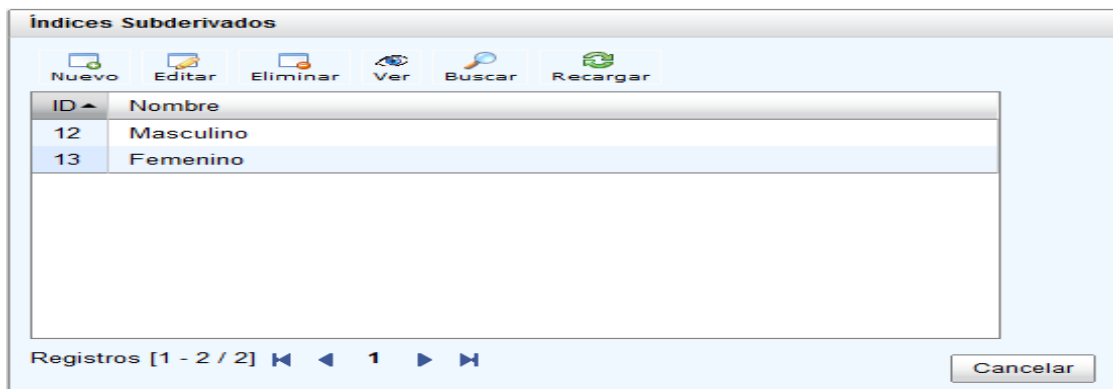 Índices Subderivados
Nuevo Editar Eliminar Ver Buscar Recargar
ID Nombre
12 Masculino
13 Femenino
Registros [1 - 2 / 2] 1
Cancelar